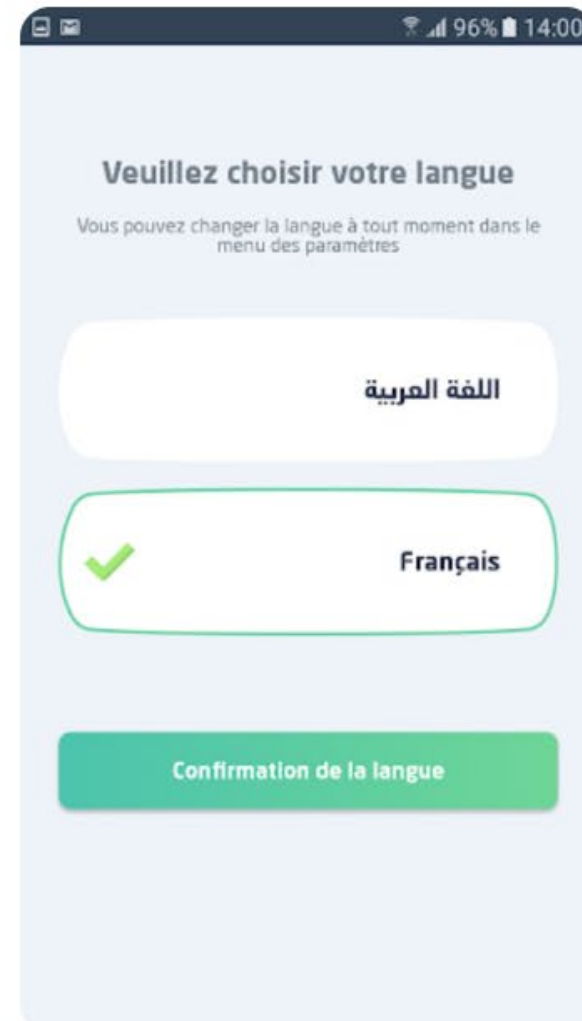 96% 14:00
Veuillez choisir votre langue
Vous pouvez changer la langue à tout moment dans le
menu des paramètres
اللغة العربية
Français
Confirmation de la langue